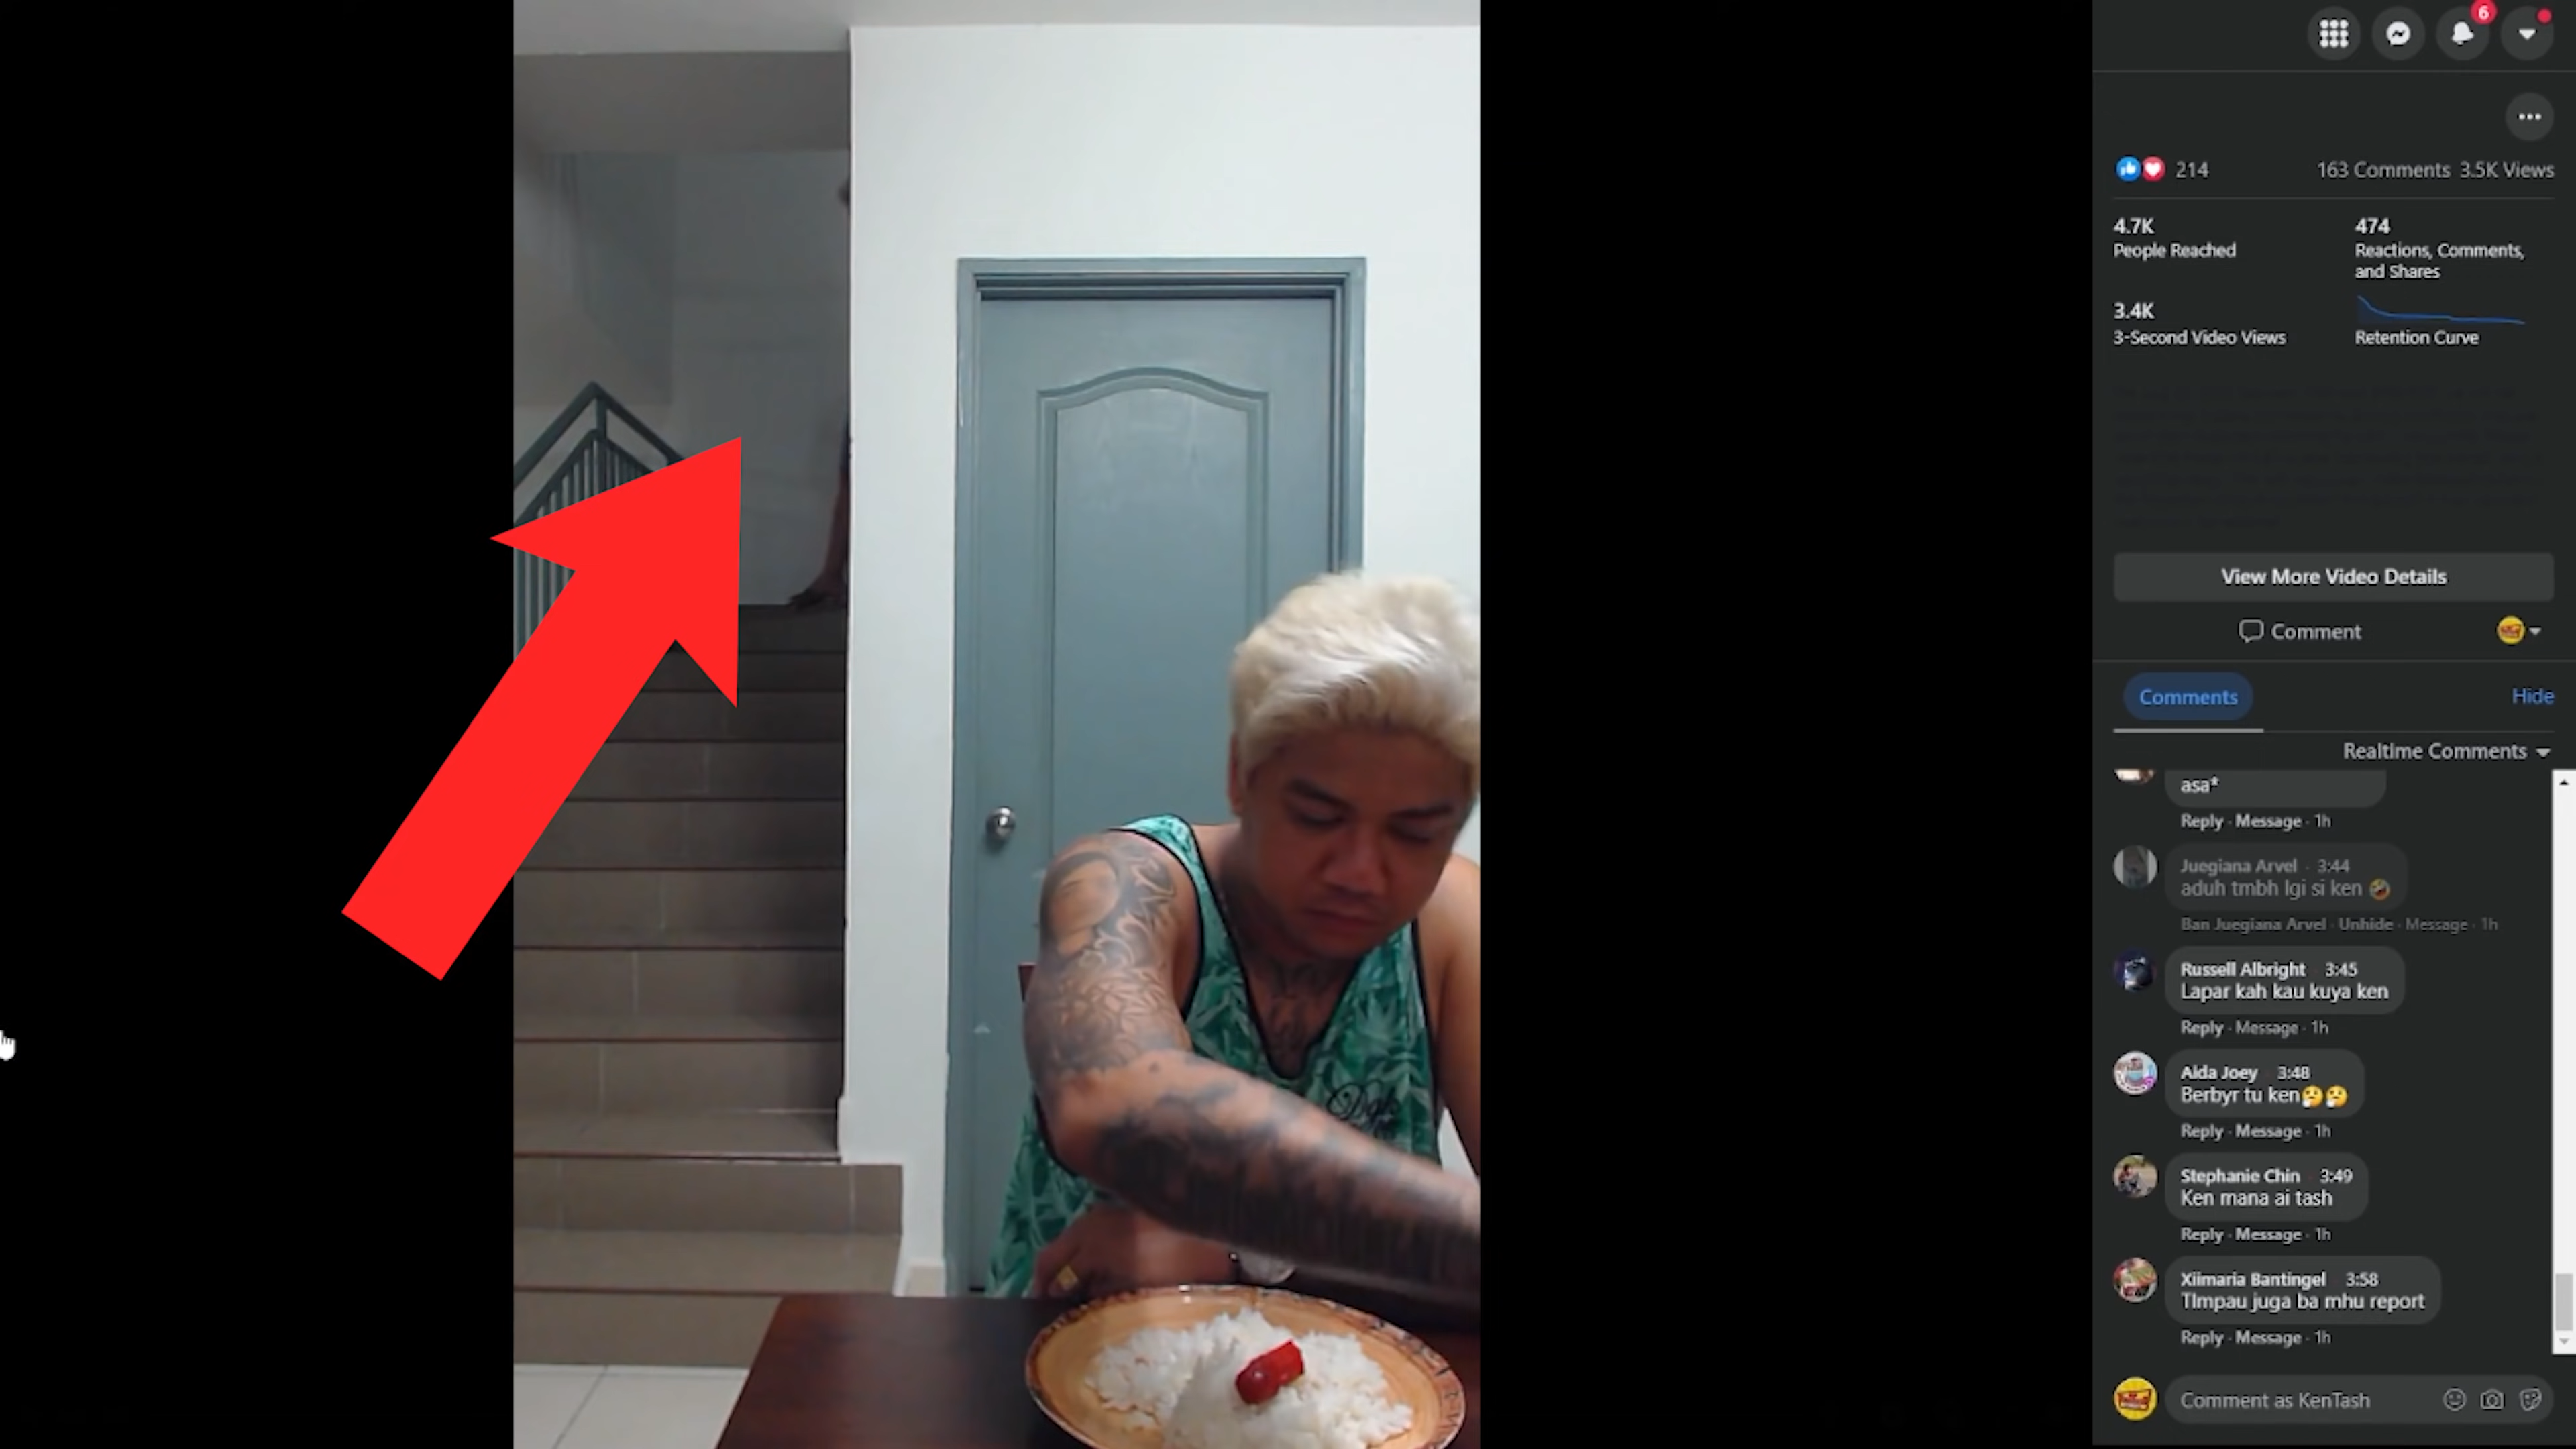 6
214
163 Comments 3.5K Views
4.7K
People Reached
474
Reactions, Comments,
and Shares
3.4K
3-Second Video Views
Retention Curve
View More Video Details
Comment
Comments
Hide
Realtime Comments
asa*
Reply · Message · 1h
Juegiana Arvel · 3:44
aduh tmbh lgi si ken
Ban Juegiana Arvel · Unhide · Message · 1h
Russell Albright · 3:45
Lapar kah kau kuya ken
Reply · Message · 1h
Aida Joey 3:48
Berbyr tu ken
Reply · Message · 1h
Stephanie Chin 3:49
Ken mana ai tash
Reply · Message · 1h
Xiimaria Bantingel 3:58
TImpau juga ba mhu report
Reply · Message · 1h
Comment as KenTash